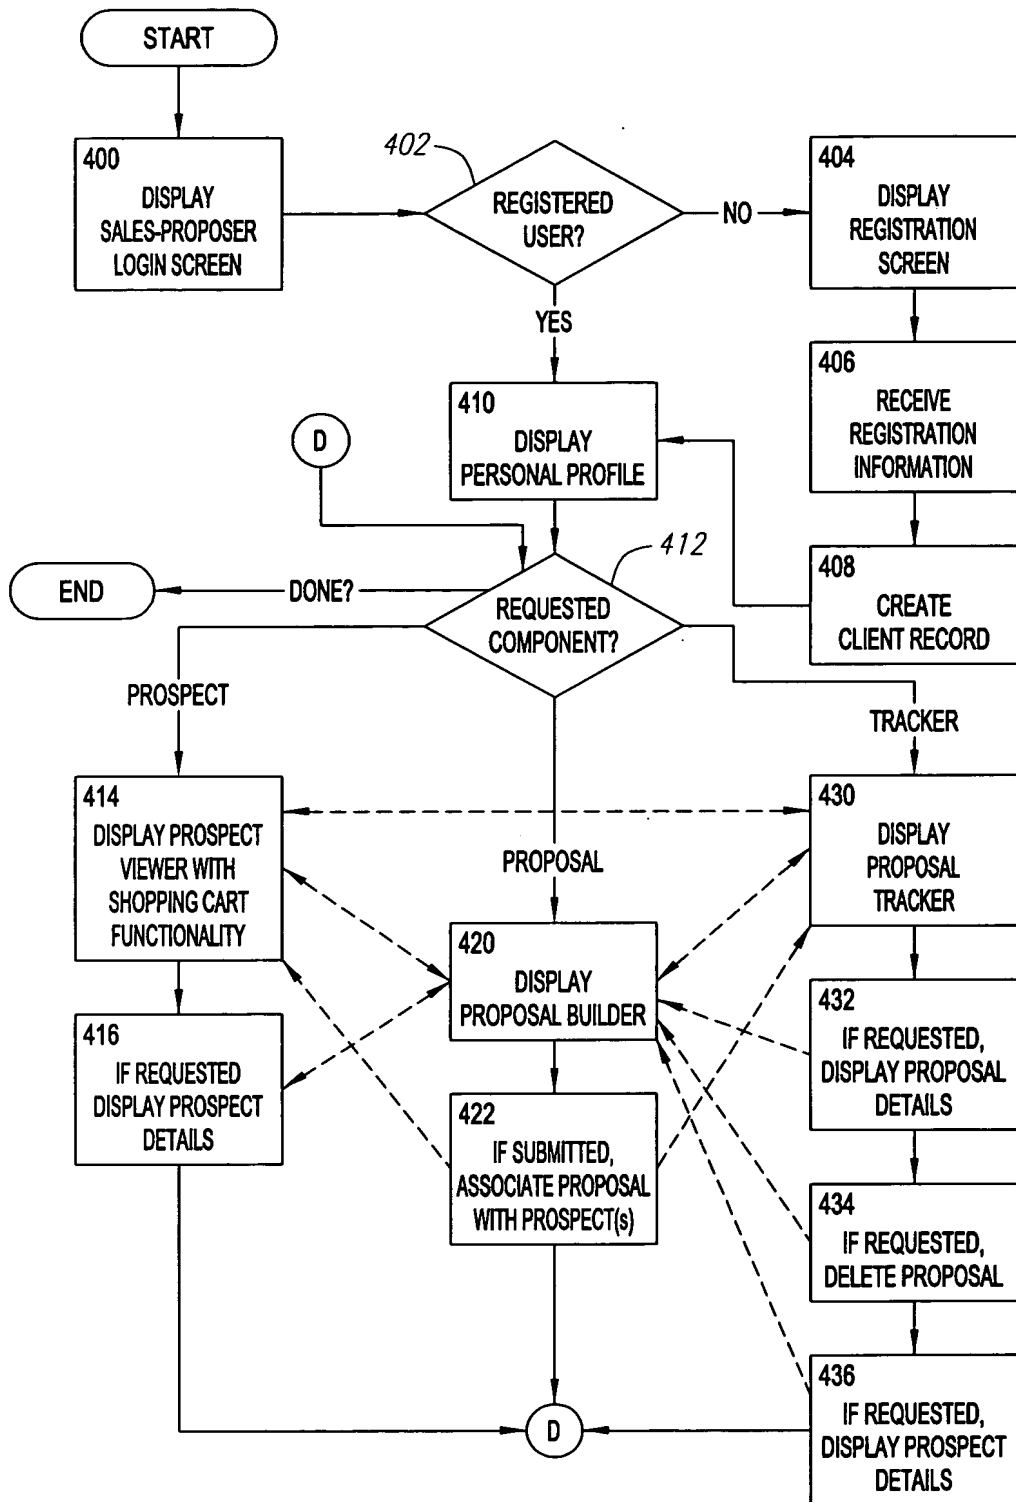 START
400
DISPLAY
SALES-PROPOSER
LOGIN SCREEN
402
REGISTERED
USER?
NO
404
DISPLAY
REGISTRATION
SCREEN
YES
406
RECEIVE
REGISTRATION
INFORMATION
410
DISPLAY
PERSONAL PROFILE
D
408
CREATE
CLIENT RECORD
412
REQUESTED
COMPONENT?
DONE?
END
PROSPECT
TRACKER
PROPOSAL
414
DISPLAY PROSPECT
VIEWER WITH
SHOPPING CART
FUNCTIONALITY
430
DISPLAY
PROPOSAL
TRACKER
420
DISPLAY
PROPOSAL BUILDER
416
IF REQUESTED
DISPLAY PROSPECT
DETAILS
432
IF REQUESTED,
DISPLAY PROPOSAL
DETAILS
422
IF SUBMITTED,
ASSOCIATE PROPOSAL
WITH PROSPECT(s)
434
IF REQUESTED,
DELETE PROPOSAL
436
IF REQUESTED,
DISPLAY PROSPECT
DETAILS
D